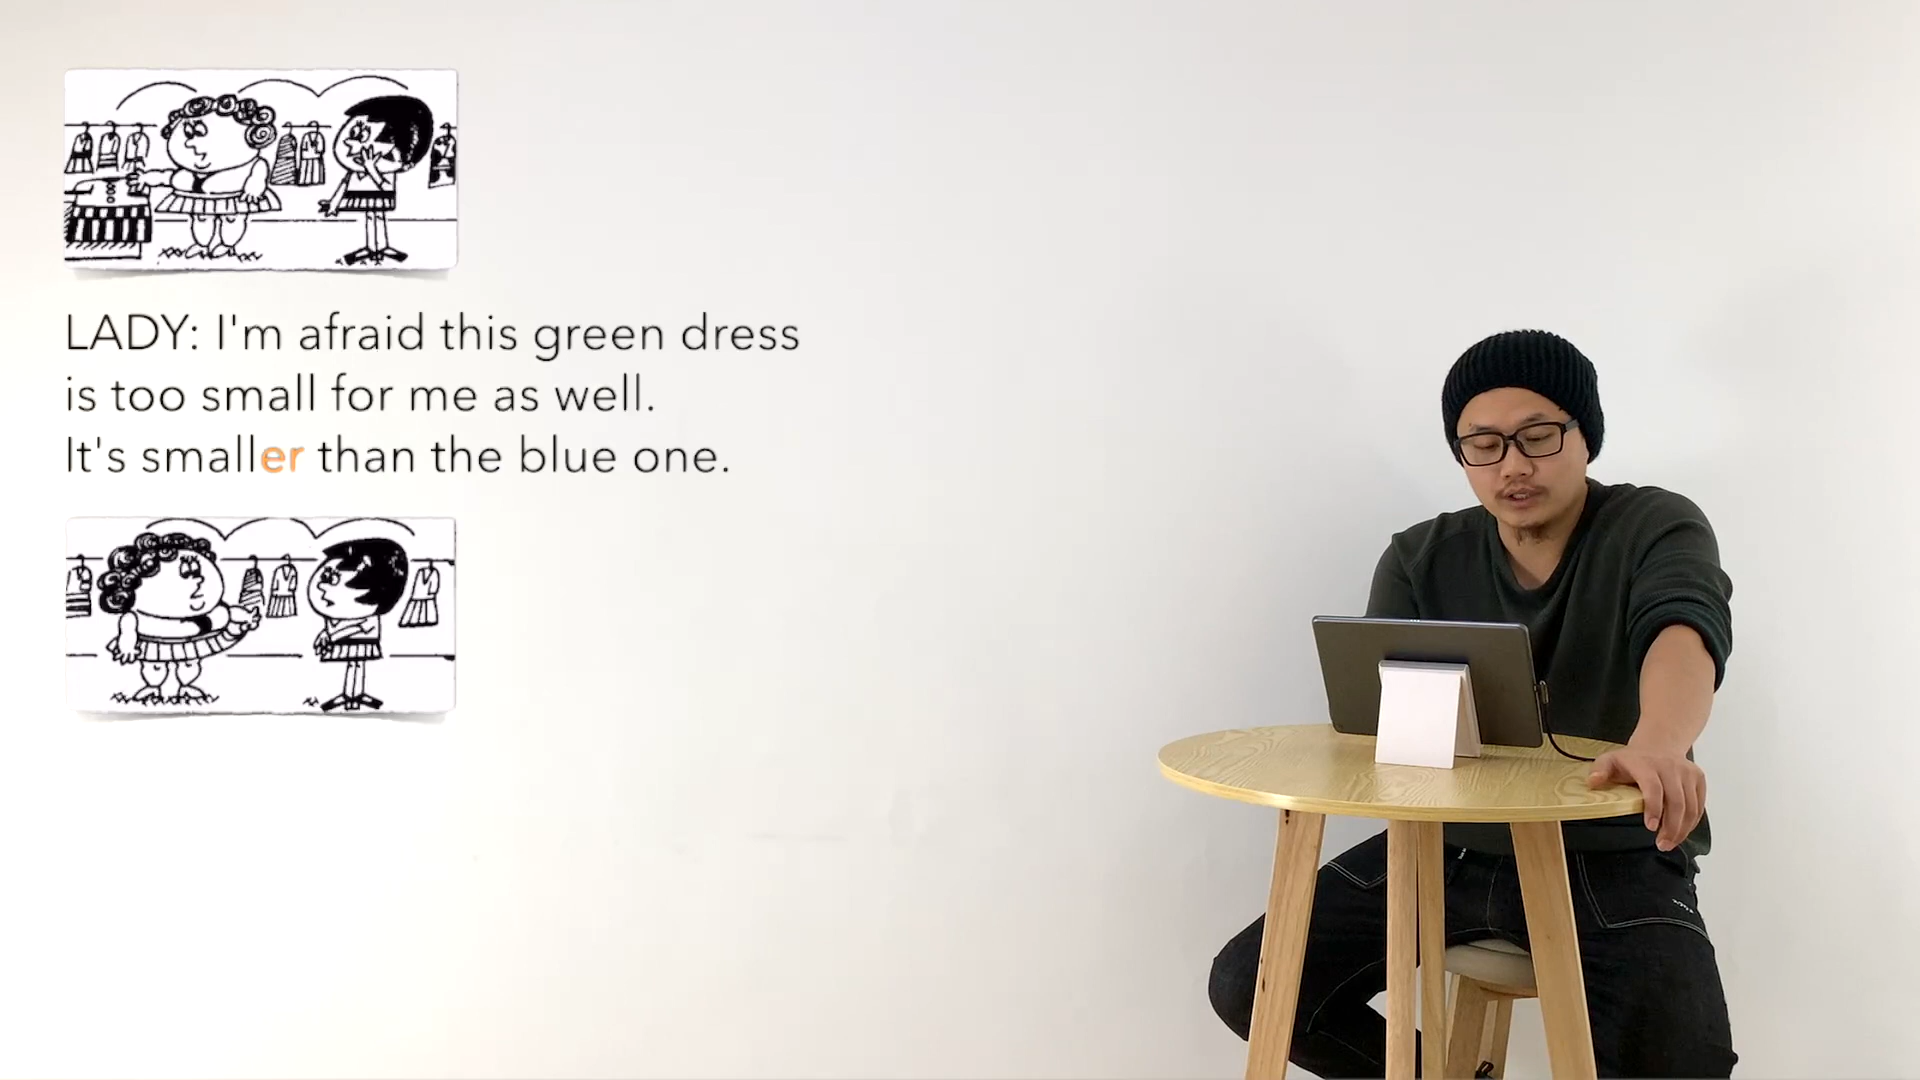 LADY: I'm afraid this green dress
is too small for me as well.
It's smaller than the blue one.